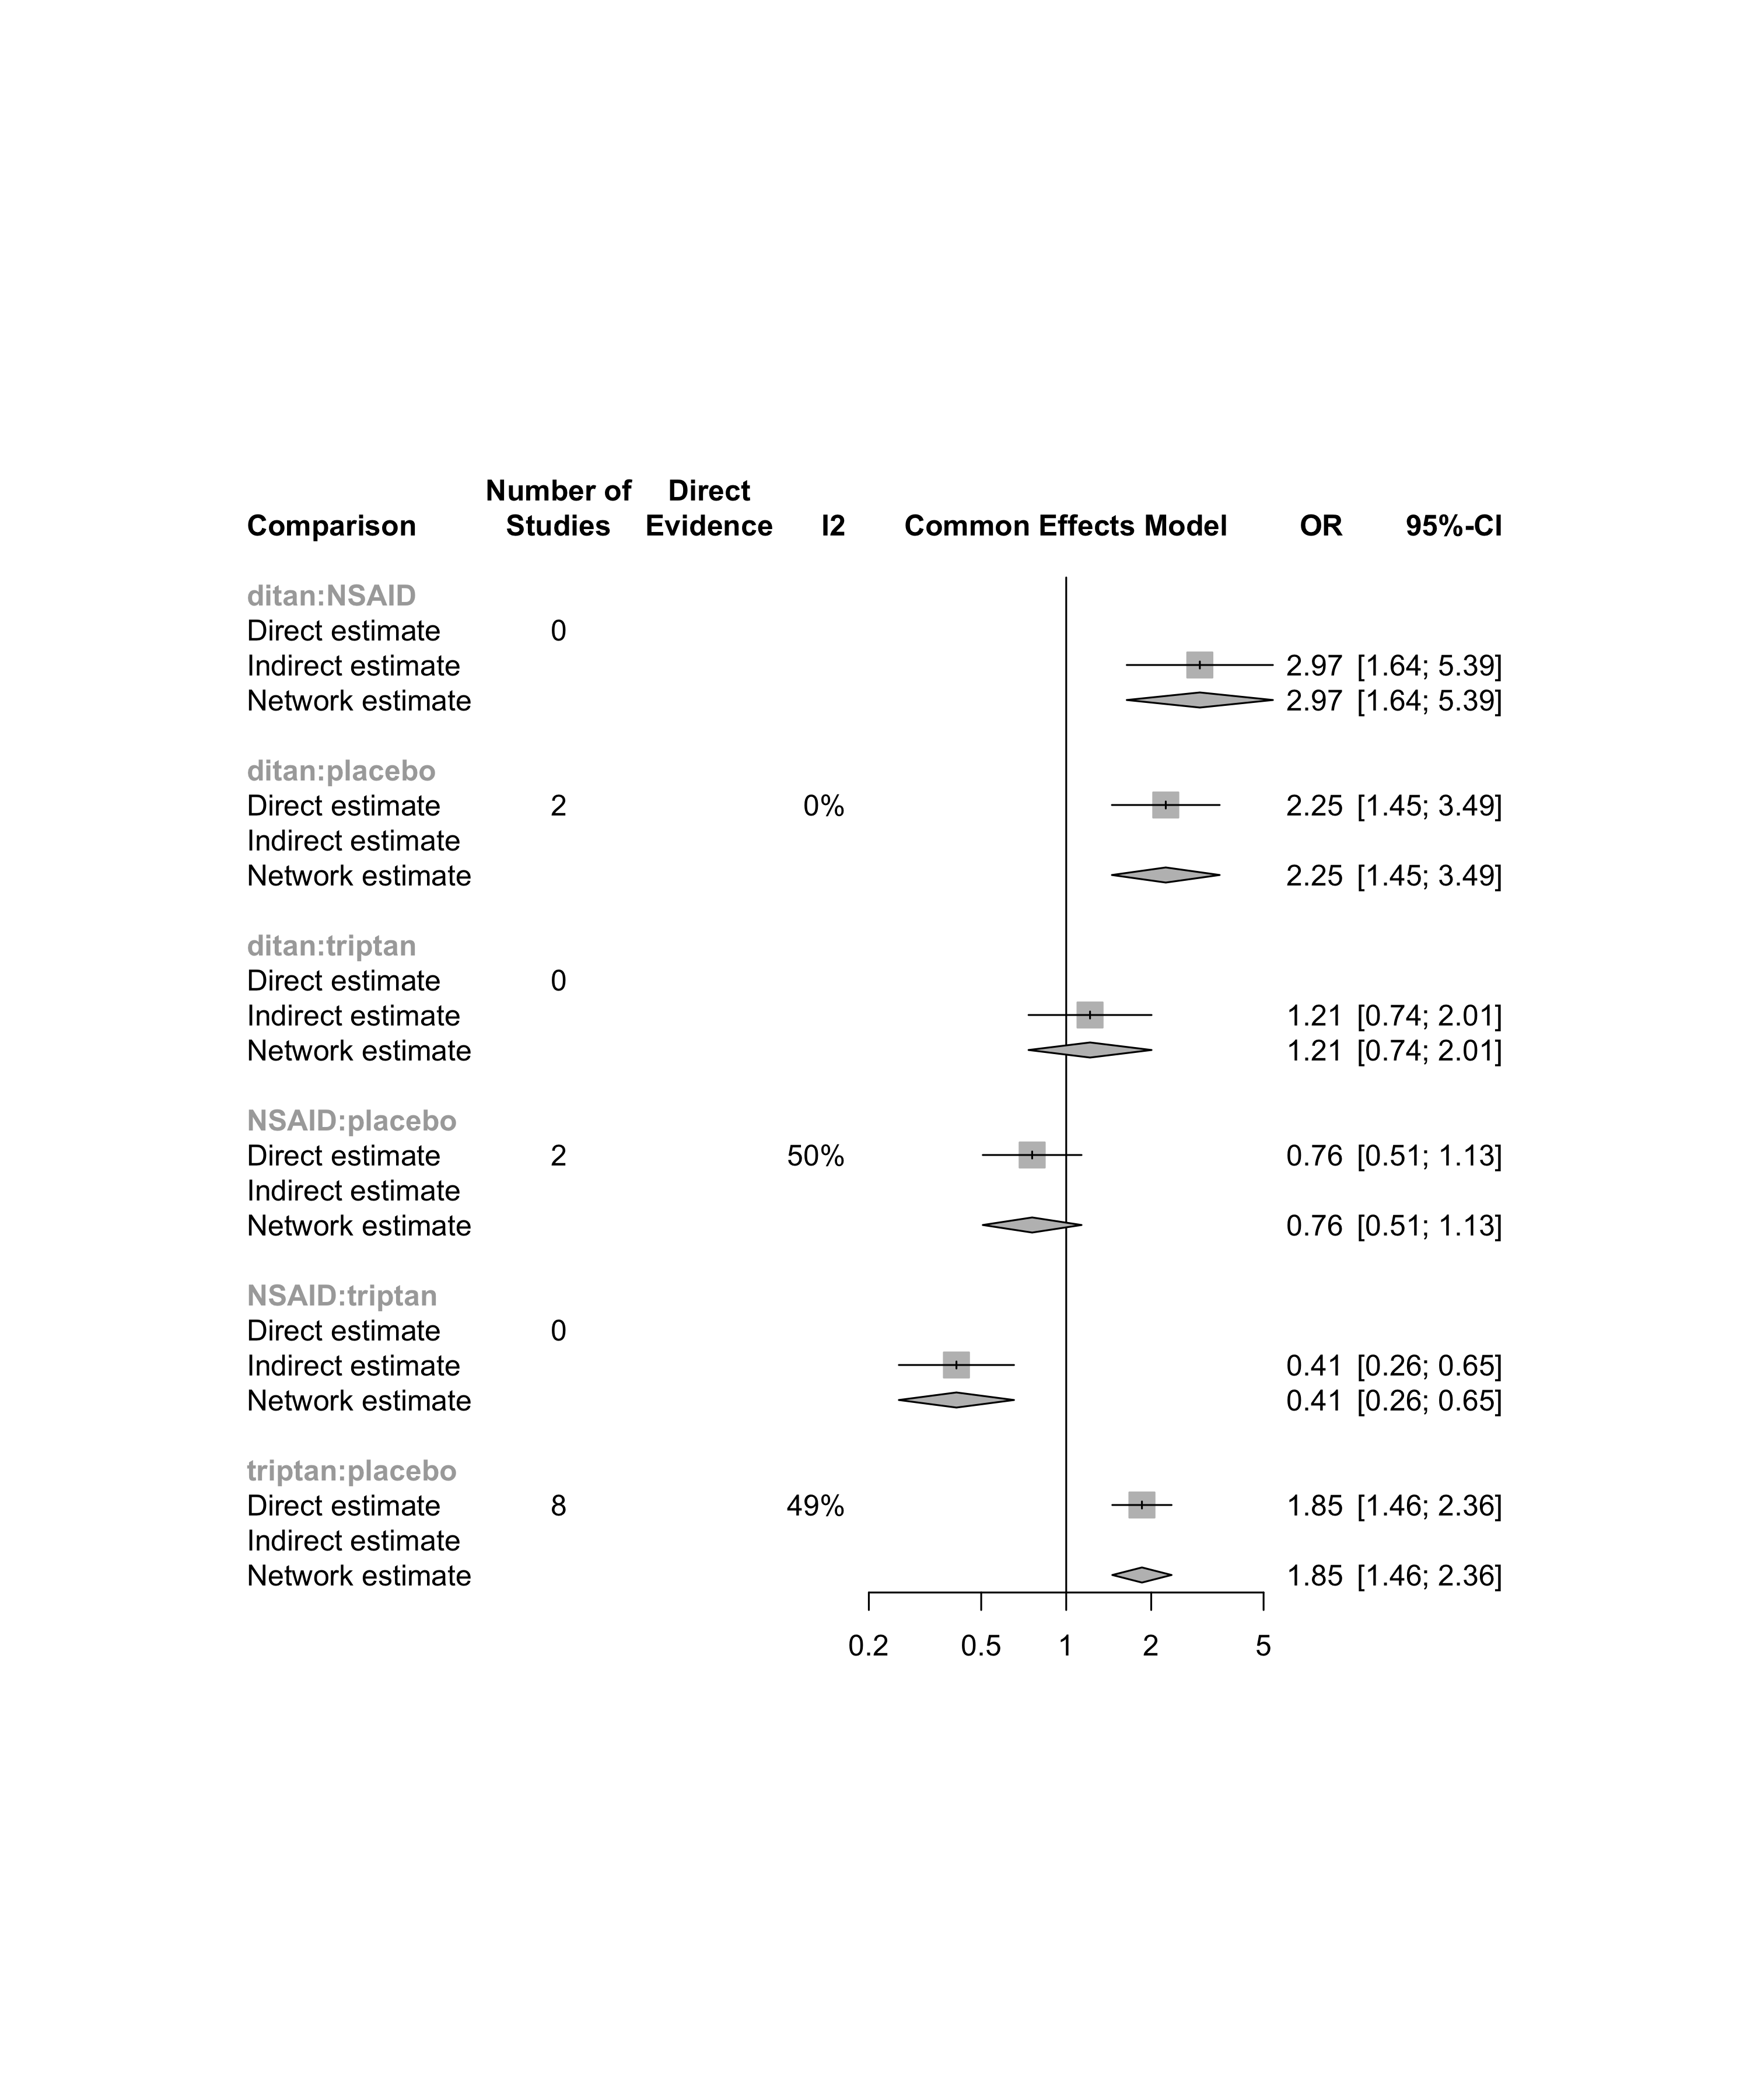 Number of Direct
Comparison Studies Evidence I2 Common Effects Model OR 95%-CI
ditan:NSAID
Direct estimate 0
Indirect estimate 2.97 [1.64; 5.39]
Network estimate 2.97 [1.64; 5.39]
ditan:placebo
Direct estimate 2 0% 2.25 [1.45; 3.49]
Indirect estimate
Network estimate 2.25 [1.45; 3.49]
ditan:triptan
Direct estimate 0
Indirect estimate 1.21 [0.74; 2.01]
Network estimate 1.21 [0.74; 2.01]
NSAID:placebo
Direct estimate 2 50% 0.76 [0.51; 1.13]
Indirect estimate
Network estimate 0.76 [0.51; 1.13]
NSAID:triptan
Direct estimate 0
Indirect estimate 0.41 [0.26; 0.65]
Network estimate 0.41 [0.26; 0.65]
triptan:placebo
Direct estimate 8 49% 1.85 [1.46; 2.36]
Indirect estimate
Network estimate 1.85 [1.46; 2.36]
0.2 0.5 1 2 5